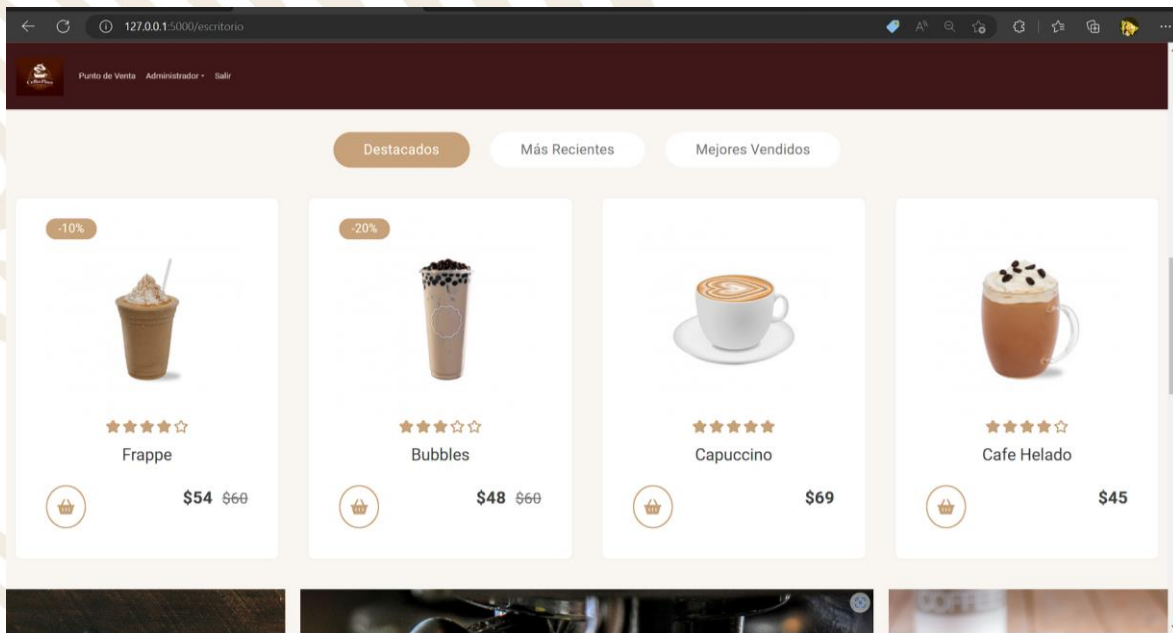 127.0.0.1:5000/escritorio
Punto de Venta Administrador Salir
Destacados Más Recientes Mejores Vendidos
-10% -20%
Frappe Bubbles Capuccino Cafe Helado
$54 $60 $48 $60 $69 $45